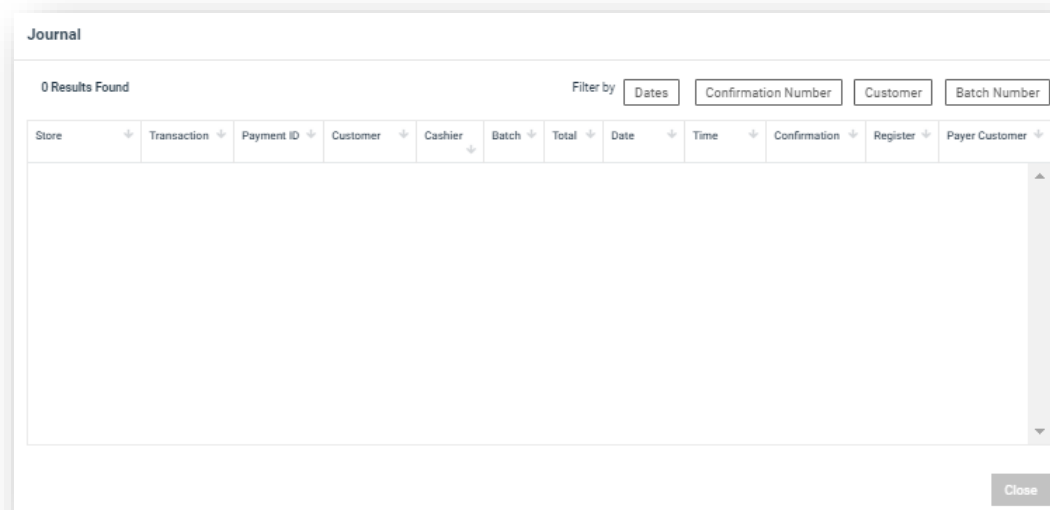 Journal
0 Results Found
Filter by Dates Confirmation Number Customer Batch Number
Store Transaction Payment ID Customer Cashier Batch Total Date Time Confirmation Register Payer Customer
Close